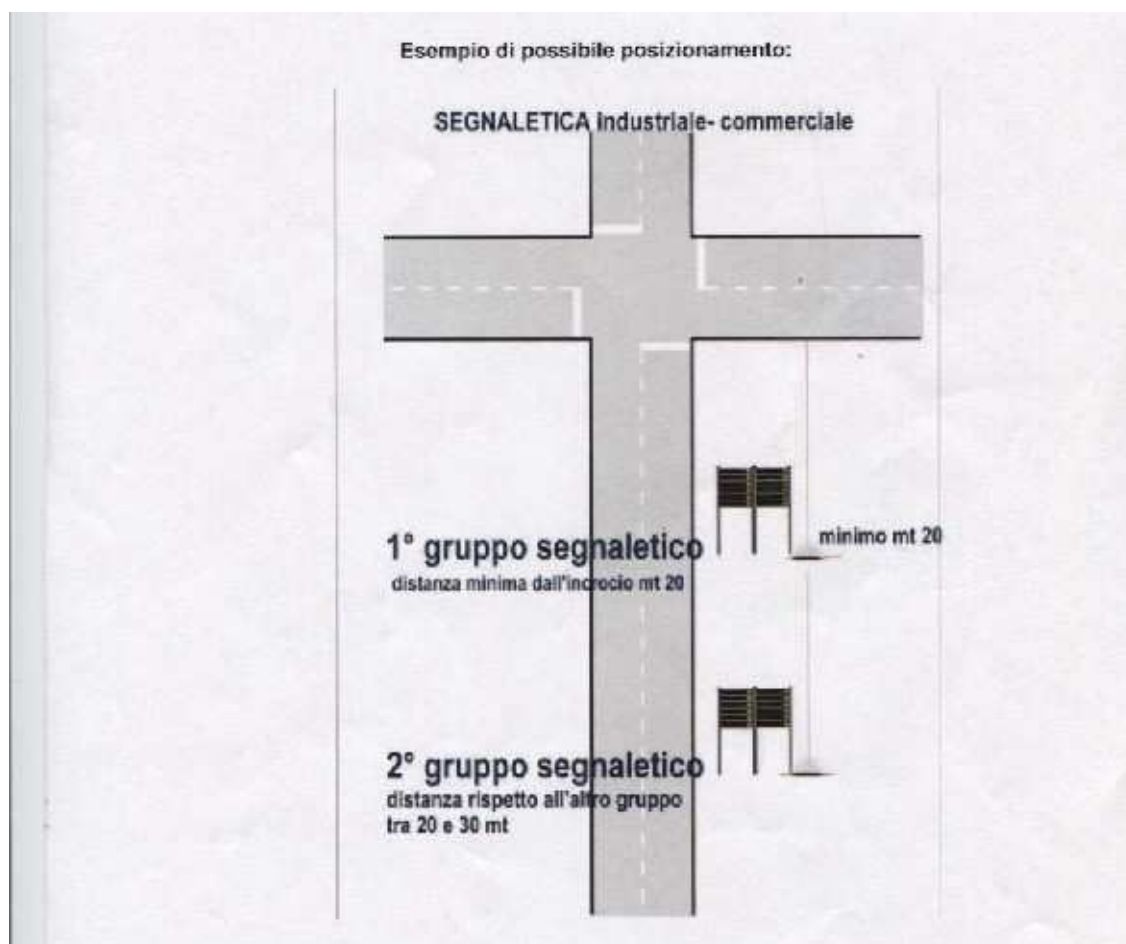 Esempio di possibile posizionamento:
SEGNALETICA industriale- commerciale
minimo mt 20
1° gruppo segnaletico
distanza minima dall'incrocio mt 20
2° gruppo segnaletico
distanza rispetto all'altro gruppo
tra 20 e 30 mt